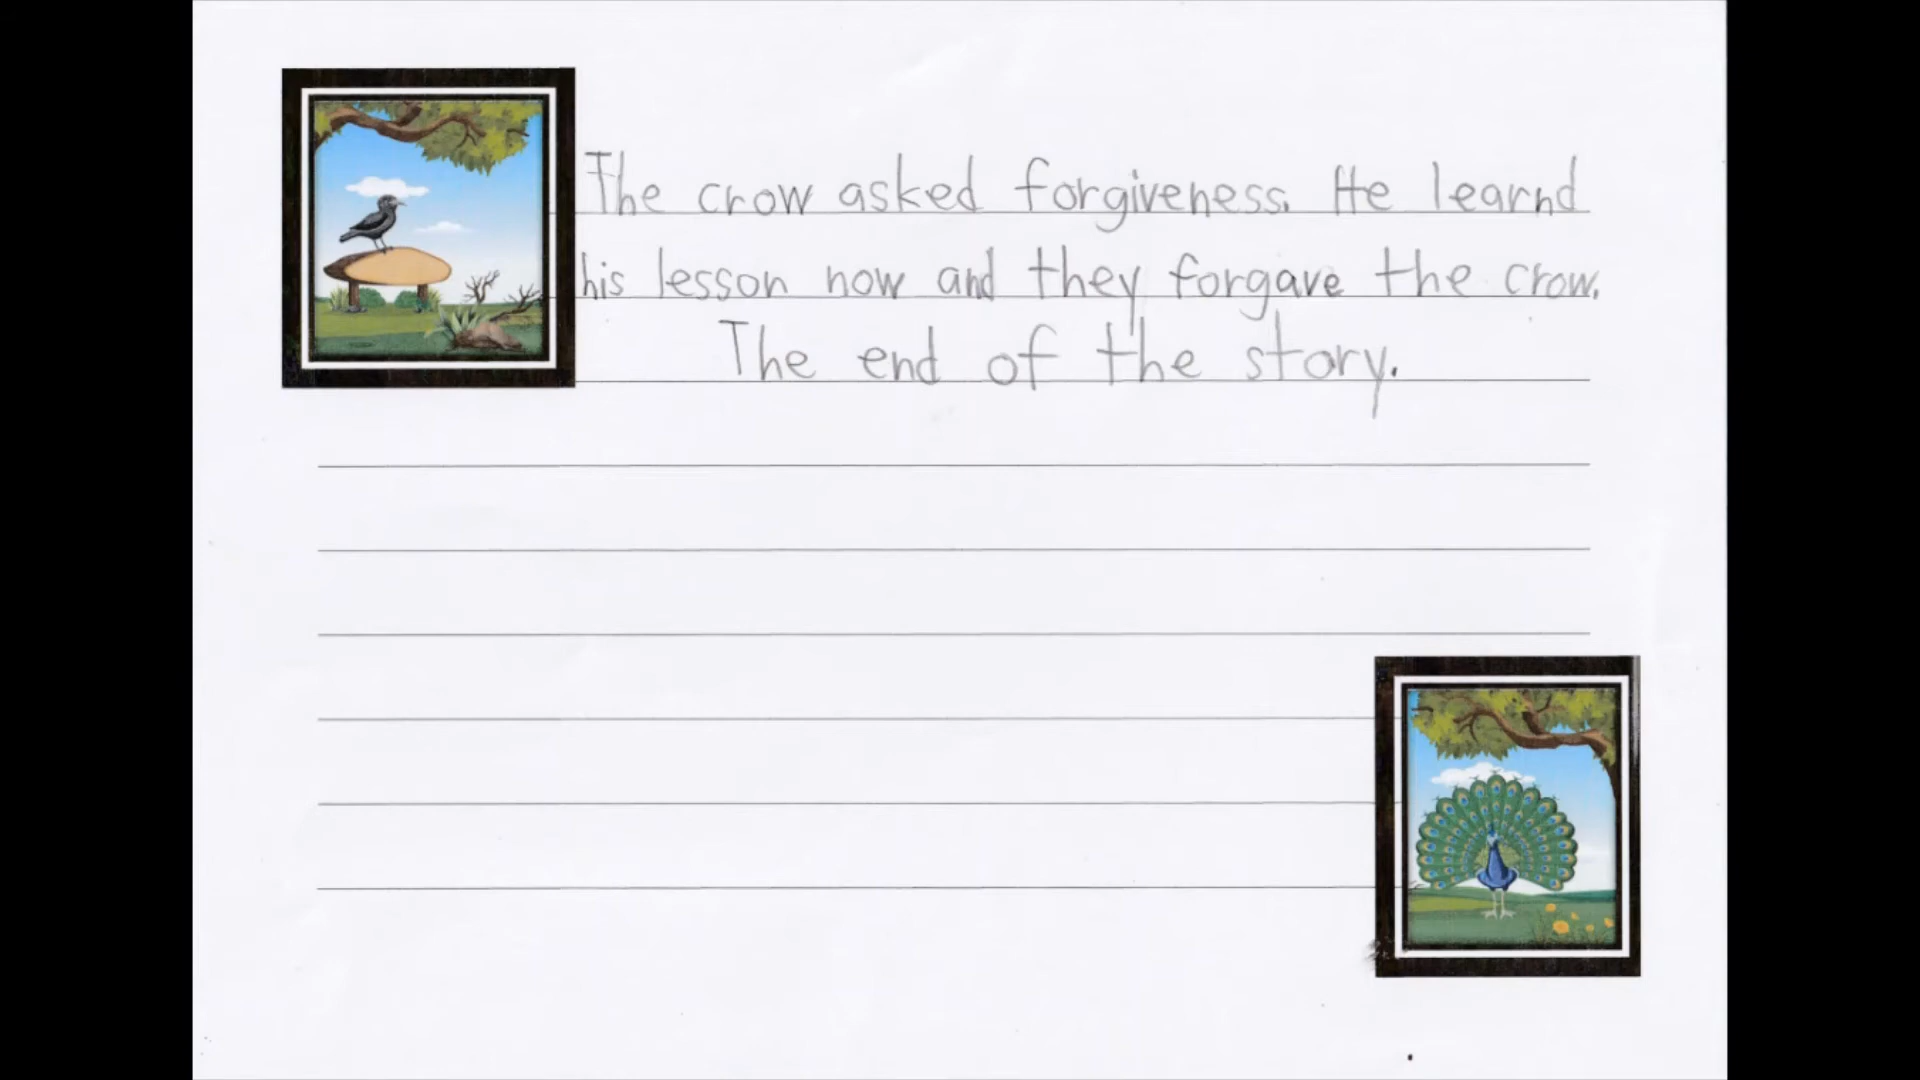 The crow asked forgiveness. He learnd
his lesson now and they forgave the crow.
The end of the story.